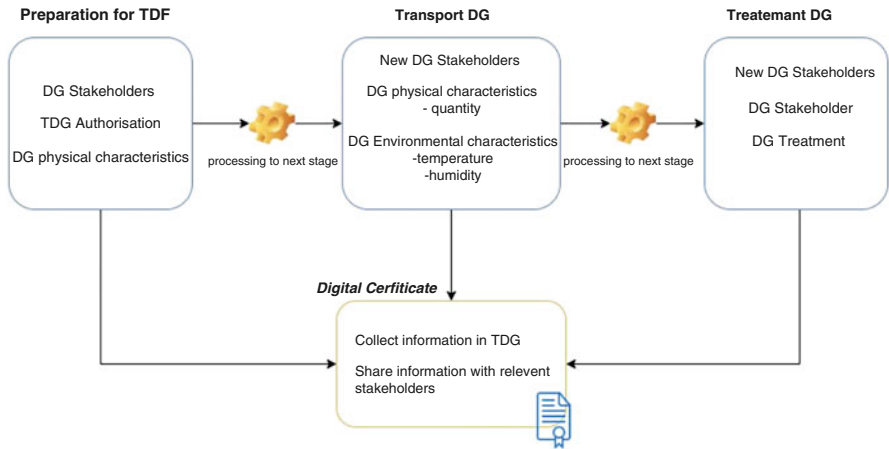 Preparation for TDF
Transport DG
Treatemant DG
DG Stakeholders
TDG Authorisation
DG physical characteristics
processing to next stage
New DG Stakeholders
DG physical characteristics
- quantity
DG Environmental characteristics
-temperature
-humidity
processing to next stage
New DG Stakeholders
DG Stakeholder
DG Treatment
Digital Cerfiticate
Collect information in TDG
Share information with relevent
stakeholders